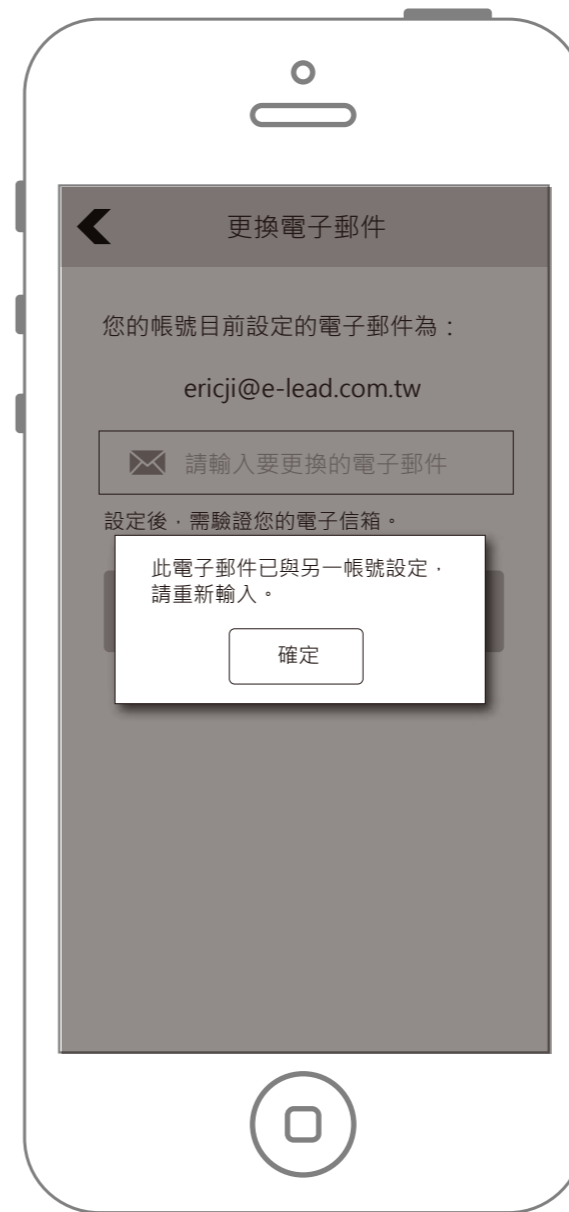 更換電子郵件
您的帳號目前設定的電子郵件為：
ericji@e-lead.com.tw
請輸入要更換的電子郵件
設定後，需驗證您的電子信箱。
此電子郵件已與另一帳號設定，
請重新輸入。
確定